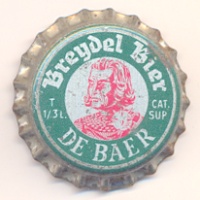 Breydel Bier
T
1/3 L.
CAT.
SUP
DE BAER